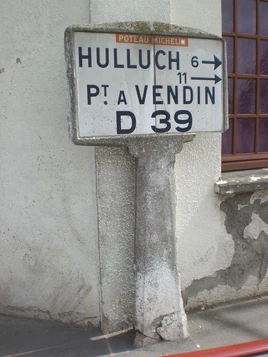 POTEAU MICHELIN
HULLUCH 6
11
PT A VENDIN
D 39